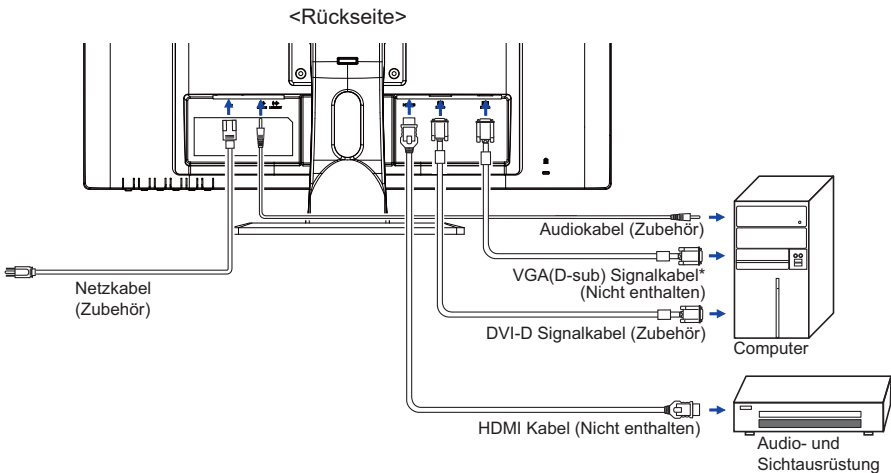 <Rückseite>
Audiokabel (Zubehör)
VGA(D-sub) Signalkabel*
(Nicht enthalten)
Netzkabel
(Zubehör)
DVI-D Signalkabel (Zubehör)
Computer
HDMI Kabel (Nicht enthalten)
Audio- und
Sichtausrüstung